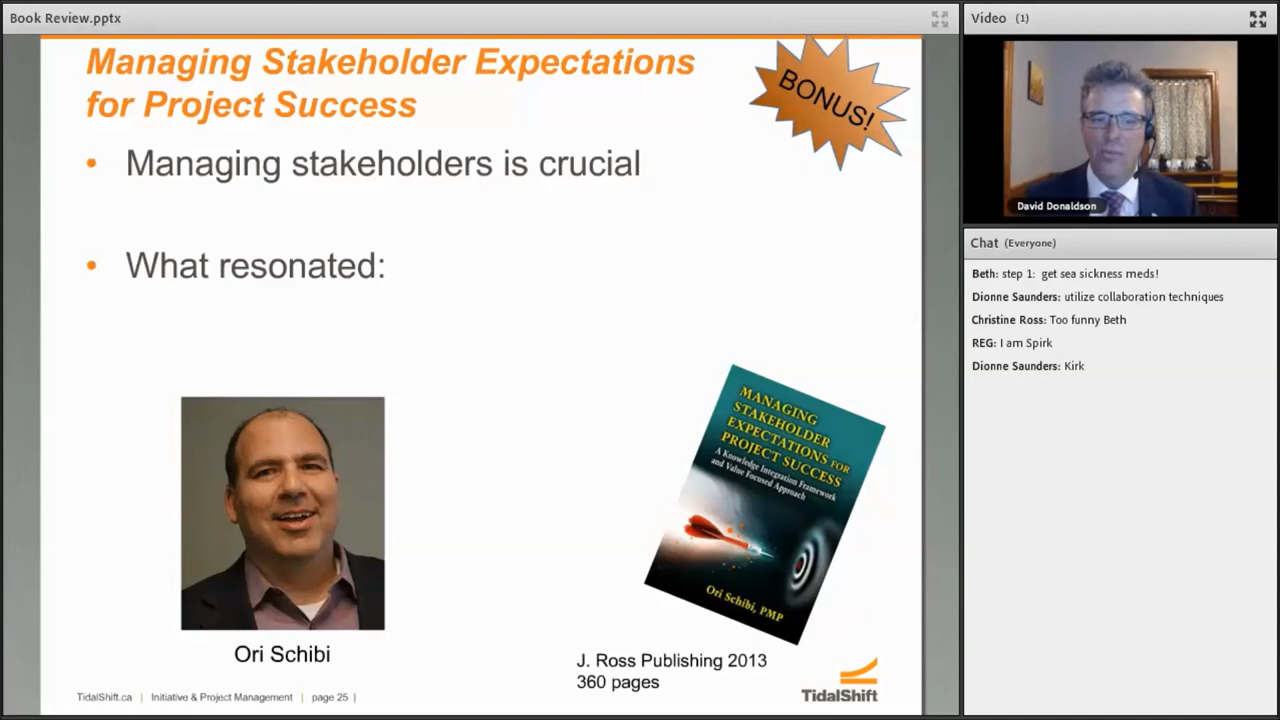 Book Review.pptx
Managing Stakeholder Expectations
for Project Success
BONUS!
• Managing stakeholders is crucial
• What resonated:
MANAGING
STAKEHOLDER
EXPECTATIONS FOR
PROJECT SUCCESS
A Knowledge Integration Framework
and Value Focused Approach
Ori Schibi, PMP
Ori Schibi
J. Ross Publishing 2013
360 pages
TidalShift.ca | Initiative & Project Management | page 25 |
TidalShift
Video (1)
David Donaldson
Chat (Everyone)
Beth: step 1: get sea sickness meds!
Dionne Saunders: utilize collaboration techniques
Christine Ross: Too funny Beth
REG: I am Spirk
Dionne Saunders: Kirk